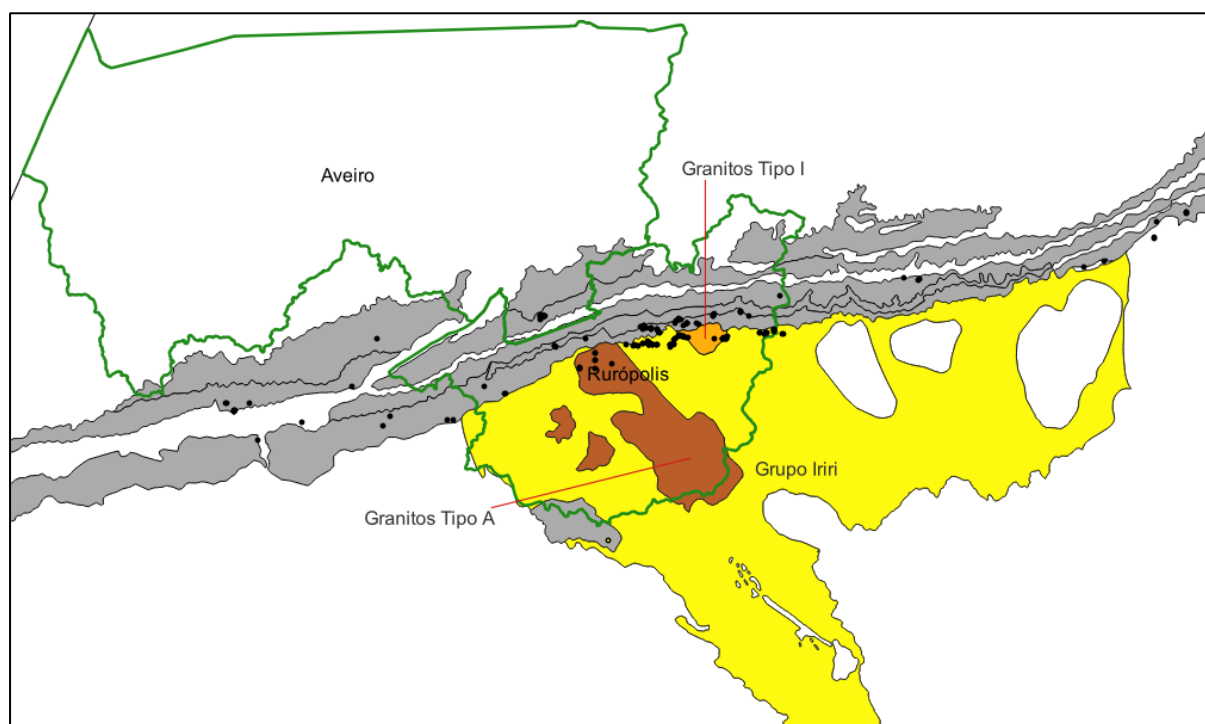 Aveiro
Granitos Tipo I
Rurópolis
Grupo Iriri
Granitos Tipo A